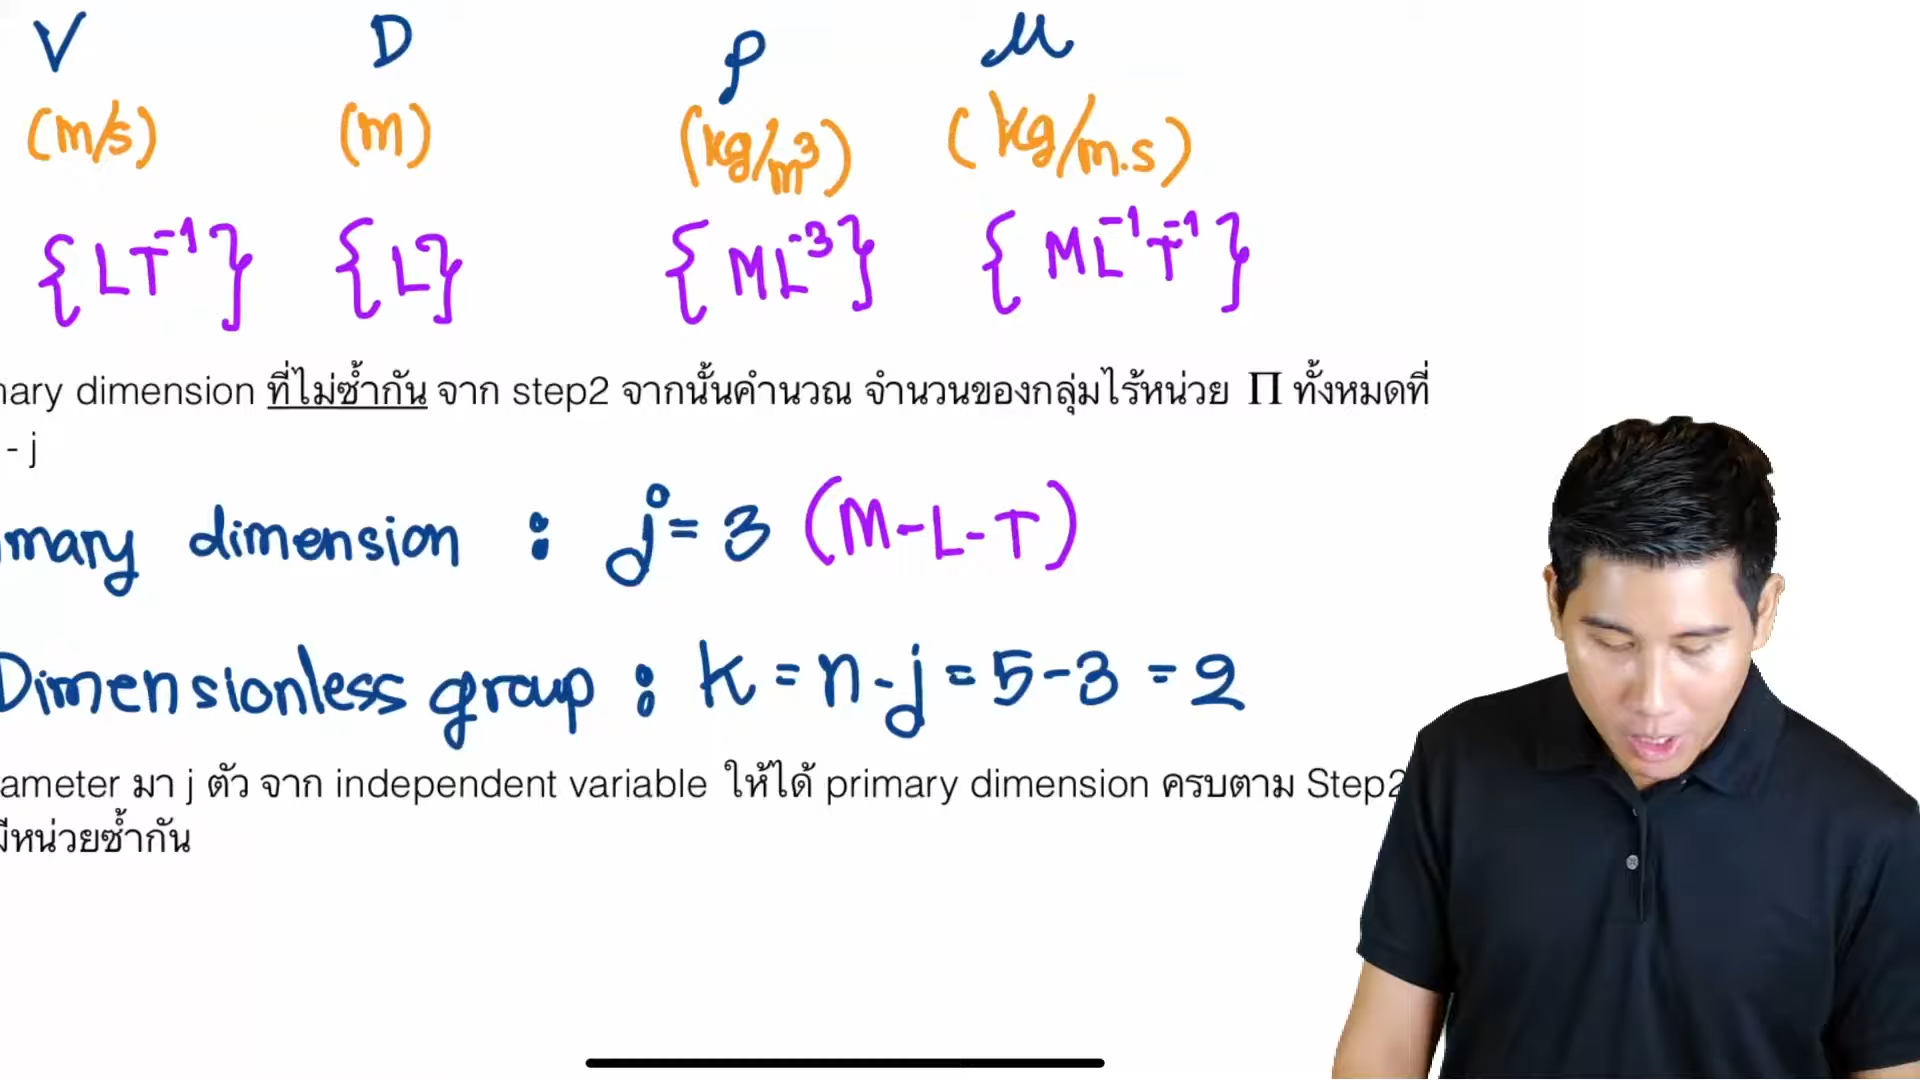 V D ρ μ
(m/s) (m) (kg/m³) (kg/m.s)
{LT⁻¹} {L} {ML⁻³} {ML⁻¹T⁻¹}
mary dimension ที่ไม่ซ้ำกัน จาก step2 จากนั้นคำนวณ จำนวนของกลุ่มไร้หน่วย Π ทั้งหมดที่
- j
mary dimension : j = 3 (M-L-T)
Dimensionless group : k = n-j = 5-3 = 2
ameter มา j ตัว จาก independent variable ให้ได้ primary dimension ครบตาม Step2
มีหน่วยซ้ำกัน